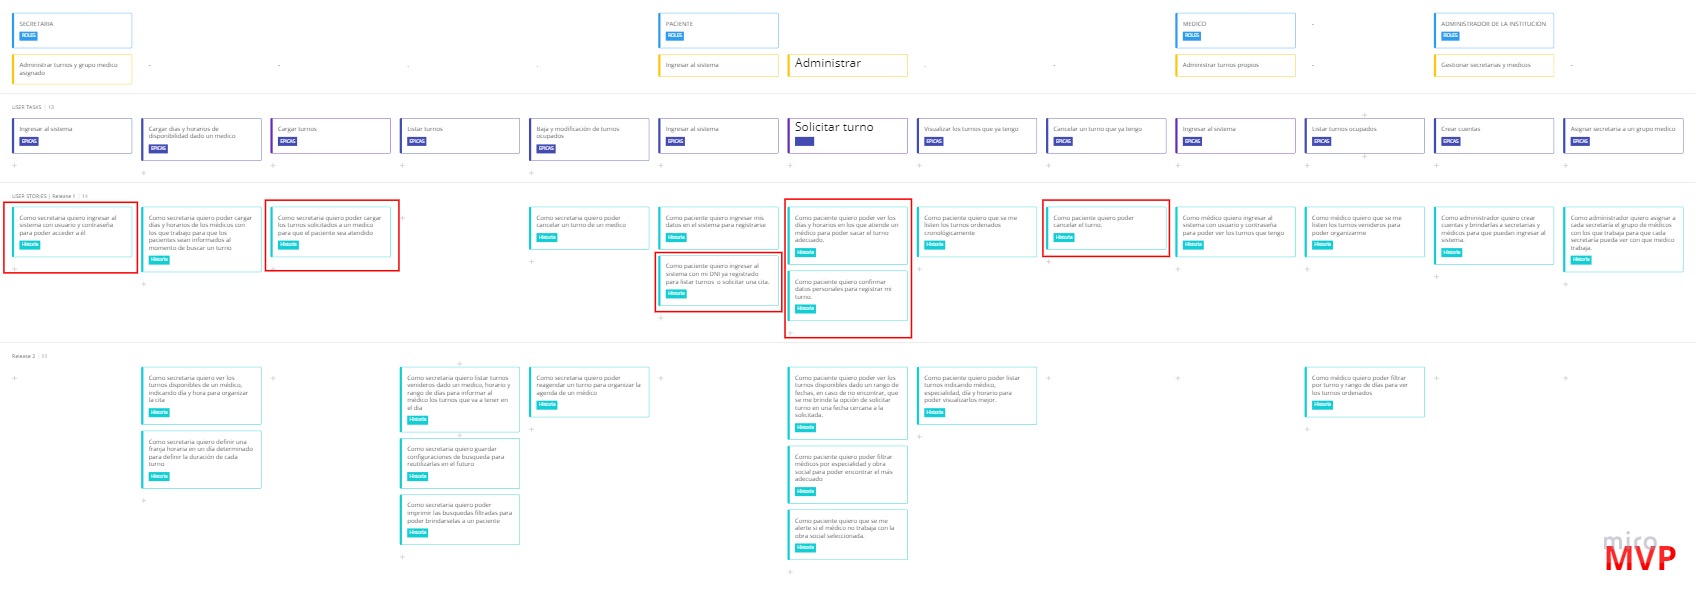 SECRETARIA
ROLES
PACIENTE
ROLES
MEDICO
ROLES
ADMINISTRADOR DE LA INSTITUCIÓN
ROLES
Administrar turnos y grupo medico
asignado
Ingresar al sistema
Administrar
Administrar turnos propios
Gestionar secretarias y medicos
USER TASKS | 13
Ingresar al sistema
EPICAS
Cargar dias y horarios de
disponibilidad dado un medico
EPICAS
Cargar turnos
EPICAS
Listar turnos
EPICAS
Baja y modificación de turnos
ocupados
EPICAS
Ingresar al sistema
EPICAS
Solicitar turno
Visualizar los turnos que ya tengo
EPICAS
Cancelar un turno que ya tengo
EPICAS
Ingresar al sistema
EPICAS
Listar turnos ocupados
EPICAS
Crear cuentas
EPICAS
Asignar secretaria a un grupo medico
EPICAS
USER STORIES | Release 1 | 14
Como secretaria quiero ingresar al
sistema con usuario y contraseña
para poder acceder a él
Historia
Como secretaria quiero poder cargar
días y horarios de los médicos con
los que trabajo para que los
pacientes sean informados al
momento de buscar un turno
Historia
Como secretaria quiero poder cargar
los turnos solicitados a un medico
para que el paciente sea atendido
Historia
Como secretaria quiero poder
cancelar un turno de un medico
Historia
Como paciente quiero ingresar mis
datos en el sistema para registrarse
Historia
Como paciente quiero ingresar al
sistema con mi DNI ya registrado
para listar turnos o solicitar una cita.
Historia
Como paciente quiero poder ver los
días y horarios en los que atiende un
médico para poder sacar el turno
adecuado.
Historia
Como paciente quiero confirmar
datos personales para registrar mi
turno.
Historia
Como paciente quiero que se me
listen los turnos ordenados
cronológicamente
Historia
Como paciente quiero poder
cancelar el turno.
Historia
Como médico quiero ingresar al
sistema con usuario y contraseña
para poder ver los turnos que tengo
Historia
Como médico quiero que se me
listen los turnos venideros para
poder organizarme
Historia
Como administrador quiero crear
cuentas y brindarlas a secretarias y
médicos para que puedan ingresar al
sistema.
Historia
Como administrador quiero asignar a
cada secretaria el grupo de médicos
con los que trabaja para que cada
secretaría pueda ver con que medico
trabaja.
Historia
Release 2
Como secretaria quiero ver los
turnos disponibles de un médico,
indicando día y hora para organizar
la cita
Historia
Como secretaria quiero definir una
franja horaria en un día determinado
para definir la duración de cada
turno
Historia
Como secretaria quiero listar turnos
venideros dado un medico, horario y
rango de días para informar al
médico los turnos que va a tener en
el dia
Historia
Como secretaria quiero guardar
configuraciones de busqueda para
reutilizarlas en el futuro
Historia
Como secretaria quiero poder
imprimir las busquedas filtradas para
poder brindarselas a un paciente
Historia
Como secretaria quiero poder
reagendar un turno para organizar la
agenda de un médico
Historia
Como paciente quiero poder ver los
turnos disponibles dado un rango de
fechas, en caso de no encontrar, que
se me brinde la opción de solicitar
turno en una fecha cercana a la
solicitada.
Historia
Como paciente quiero poder filtrar
médicos por especialidad y obra
social para poder encontrar el más
adecuado
Historia
Como paciente quiero que se me
alerte si el médico no trabaja con la
obra social seleccionada.
Historia
Como paciente quiero poder listar
turnos indicando médico,
especialidad, día y horario para
poder visualizarlos mejor.
Historia
Como médico quiero poder filtrar
por turno y rango de días para ver
los turnos ordenados
Historia
miro
MVP